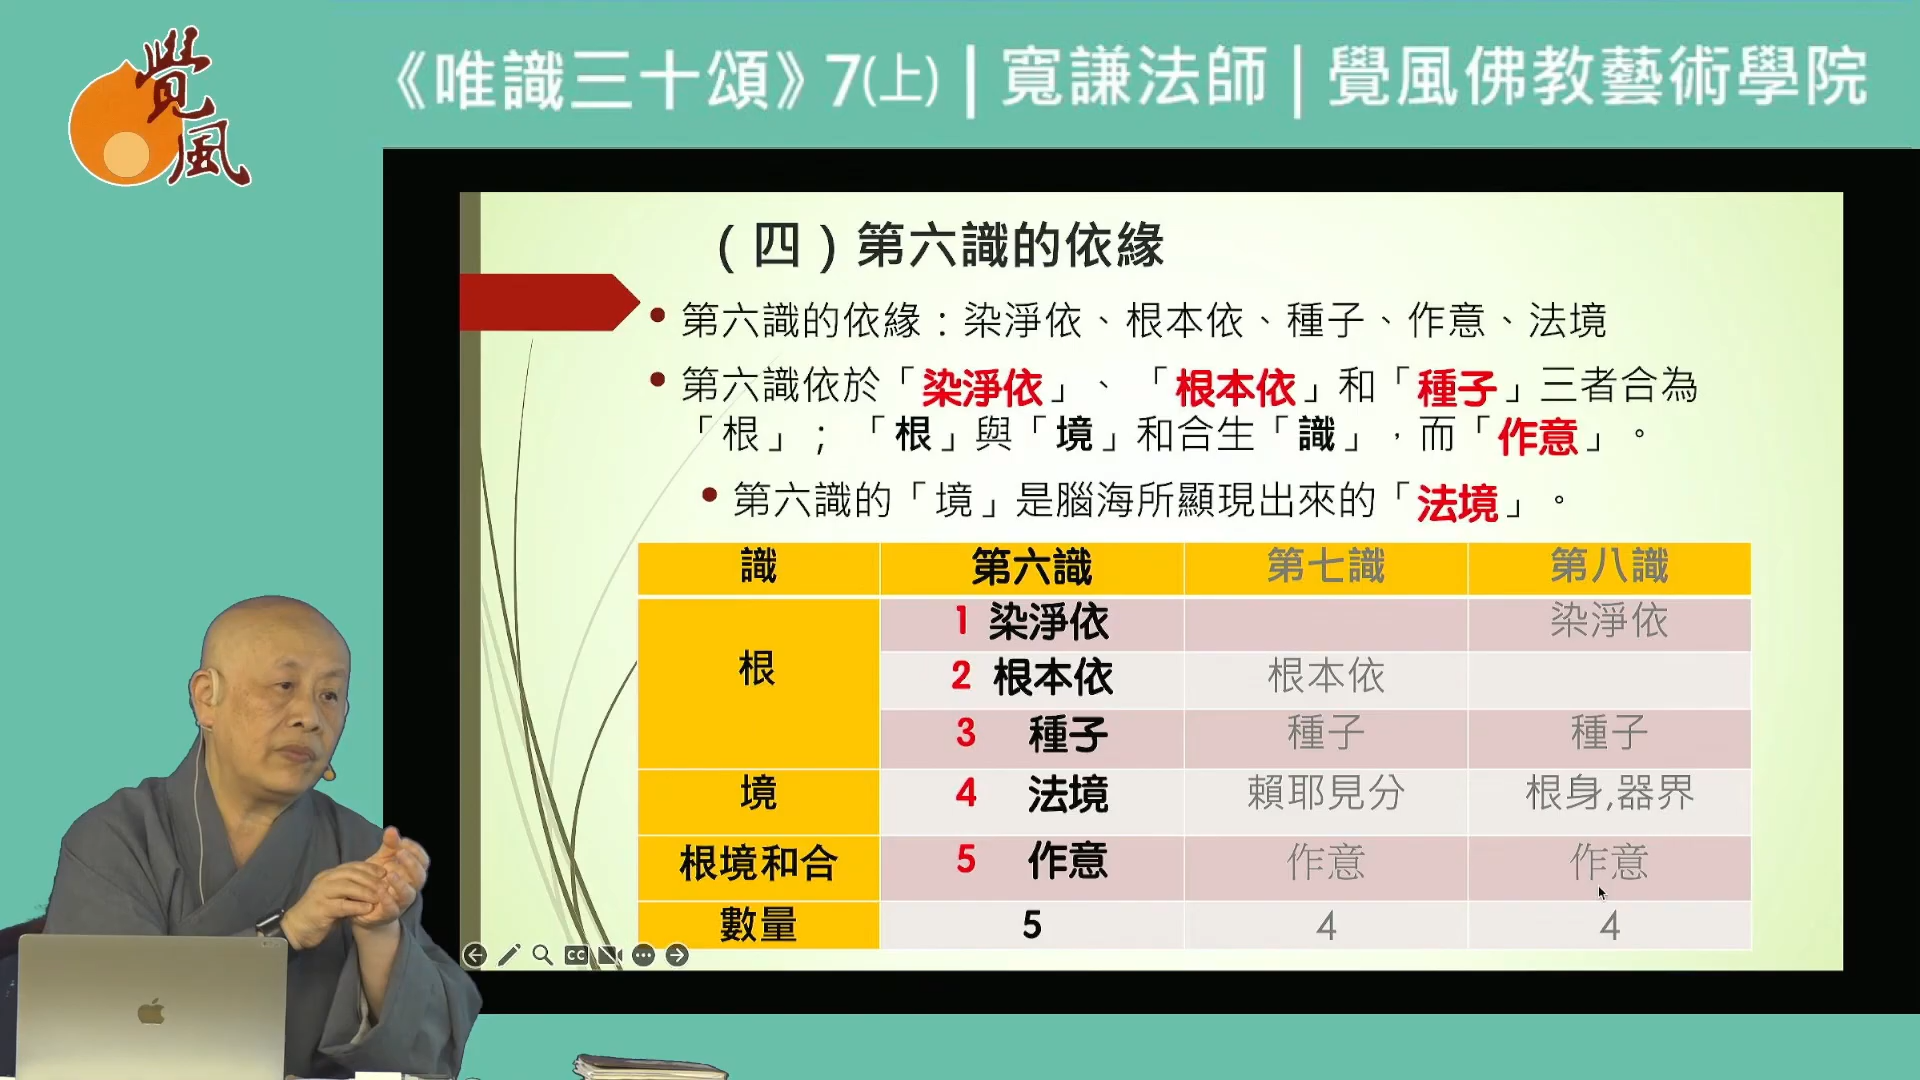 覺風
《唯識三十頌》7(上)｜寬謙法師｜覺風佛教藝術學院
（四）第六識的依緣
• 第六識的依緣：染淨依、根本依、種子、作意、法境
• 第六識依於「染淨依」、「根本依」和「種子」三者合為
「根」；「根」與「境」和合生「識」，而「作意」。
• 第六識的「境」是腦海所顯現出來的「法境」。
識 第六識 第七識 第八識
根 1 染淨依 染淨依
2 根本依 根本依
3 種子 種子 種子
境 4 法境 賴耶見分 根身,器界
根境和合 5 作意 作意 作意
數量 5 4 4
CC